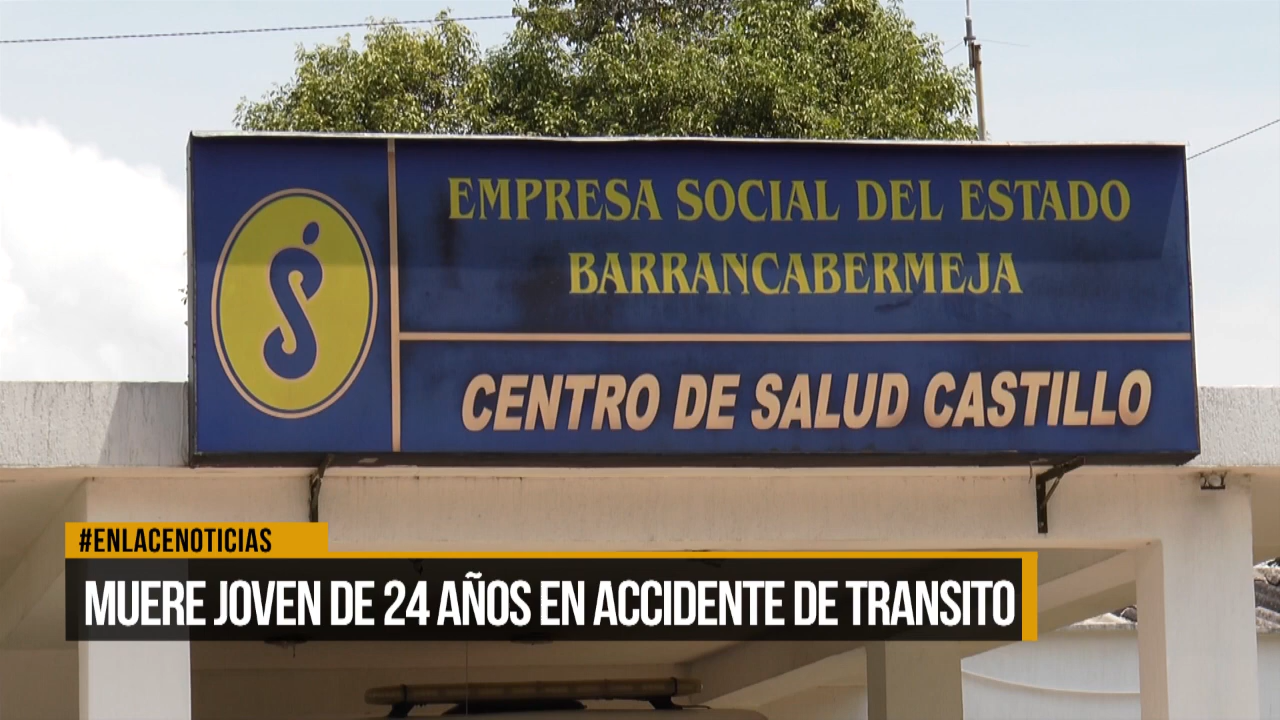 EMPRESA SOCIAL DEL ESTADO
BARRANCABERMEJA
CENTRO DE SALUD CASTILLO
#ENLACENOTICIAS
MUERE JOVEN DE 24 AÑOS EN ACCIDENTE DE TRANSITO